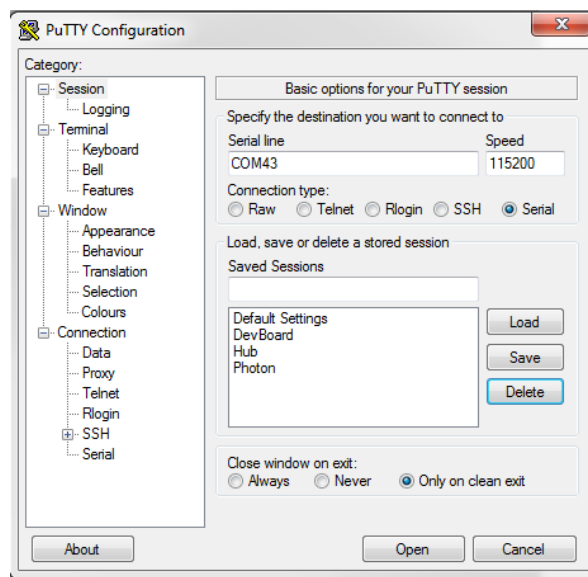 PuTTY Configuration
Category:
Session
Logging
Terminal
Keyboard
Bell
Features
Window
Appearance
Behaviour
Translation
Selection
Colours
Connection
Data
Proxy
Telnet
Rlogin
SSH
Serial
Basic options for your PuTTY session
Specify the destination you want to connect to
Serial line Speed
COM43 115200
Connection type:
Raw Telnet Rlogin SSH Serial
Load, save or delete a stored session
Saved Sessions
Default Settings
DevBoard
Hub
Photon
Load
Save
Delete
Close window on exit:
Always Never Only on clean exit
About Open Cancel